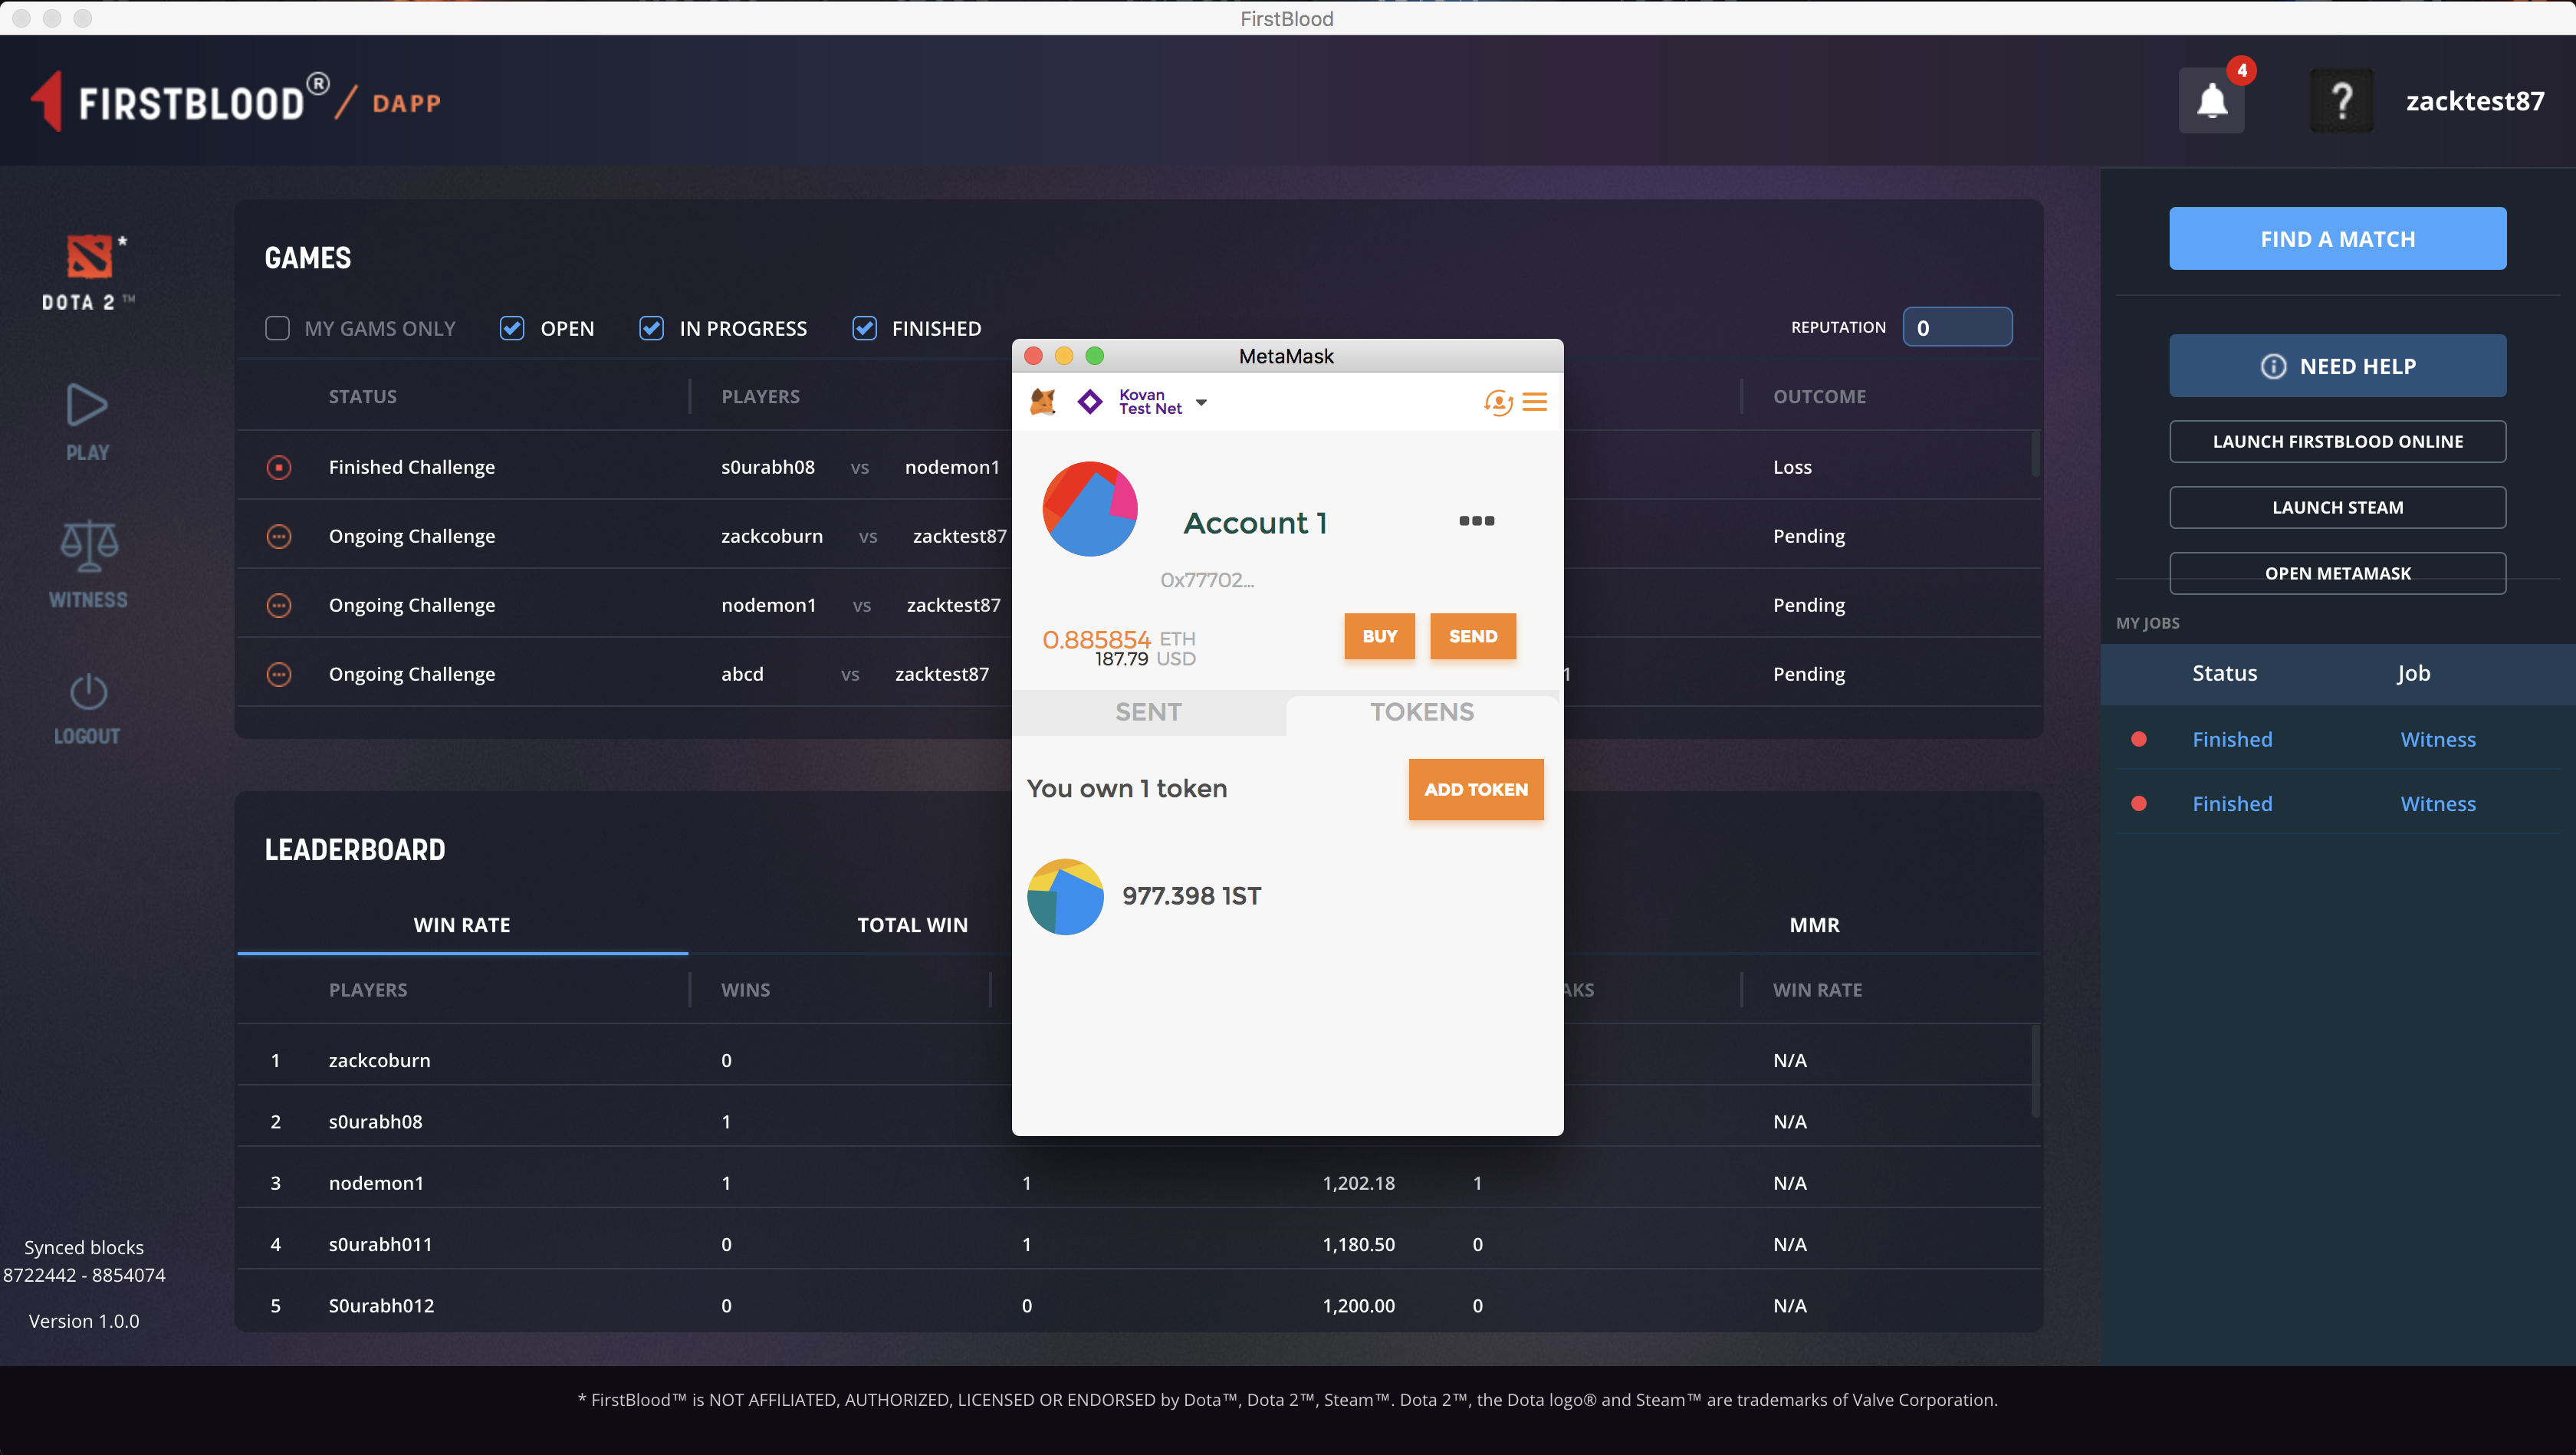 FirstBlood
FIRSTBLOOD® / DAPP
4
?
zacktest87
DOTA 2™ *
PLAY
WITNESS
LOGOUT
Synced blocks
8722442 - 8854074
Version 1.0.0
GAMES
MY GAMS ONLY OPEN IN PROGRESS FINISHED REPUTATION 0
STATUS PLAYERS OUTCOME
Finished Challenge s0urabh08 vs nodemon1 Loss
Ongoing Challenge zackcoburn vs zacktest87 Pending
Ongoing Challenge nodemon1 vs zacktest87 Pending
Ongoing Challenge abcd vs zacktest87 1 Pending
LEADERBOARD
WIN RATE TOTAL WIN MMR
PLAYERS WINS AKS WIN RATE
1 zackcoburn 0 N/A
2 s0urabh08 1 N/A
3 nodemon1 1 1 1,202.18 1 N/A
4 s0urabh011 0 1 1,180.50 0 N/A
5 S0urabh012 0 0 1,200.00 0 N/A
MetaMask
Kovan
Test Net
Account 1
0x77702...
0.885854 ETH
187.79 USD
BUY SEND
SENT TOKENS
You own 1 token ADD TOKEN
977.398 1ST
FIND A MATCH
NEED HELP
LAUNCH FIRSTBLOOD ONLINE
LAUNCH STEAM
OPEN METAMASK
MY JOBS
Status Job
Finished Witness
Finished Witness
* FirstBlood™ is NOT AFFILIATED, AUTHORIZED, LICENSED OR ENDORSED by Dota™, Dota 2™, Steam™. Dota 2™, the Dota logo® and Steam™ are trademarks of Valve Corporation.